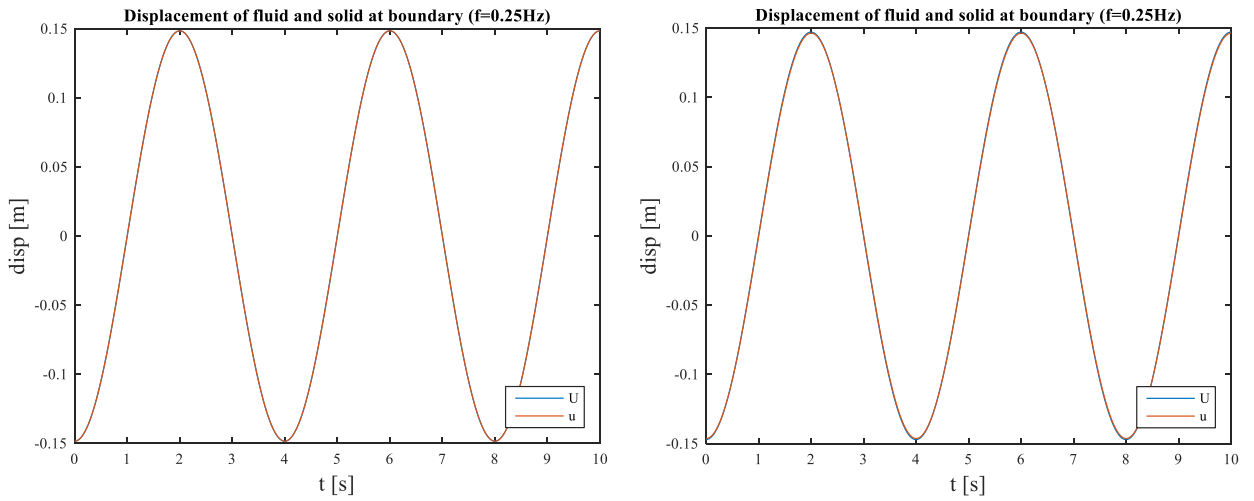 Displacement of fluid and solid at boundary (f=0.25Hz)
0.15
0.1
0.05
0
-0.05
-0.1
-0.15
disp [m]
0 1 2 3 4 5 6 7 8 9 10
t [s]
U
u
Displacement of fluid and solid at boundary (f=0.25Hz)
0.15
0.1
0.05
0
-0.05
-0.1
-0.15
disp [m]
0 1 2 3 4 5 6 7 8 9 10
t [s]
U
u